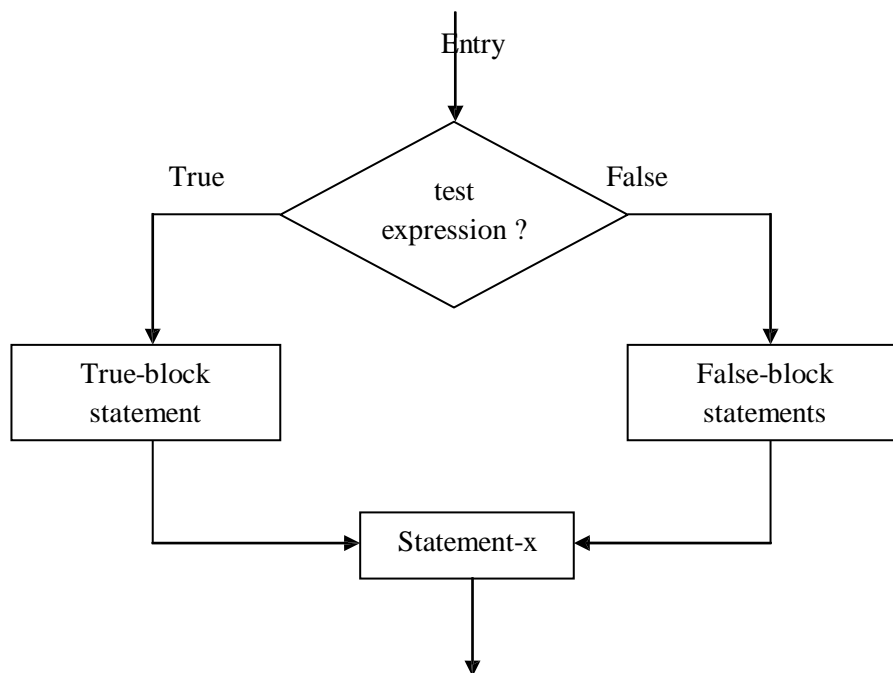 Entry
True
False
test
expression ?
True-block
statement
False-block
statements
Statement-x